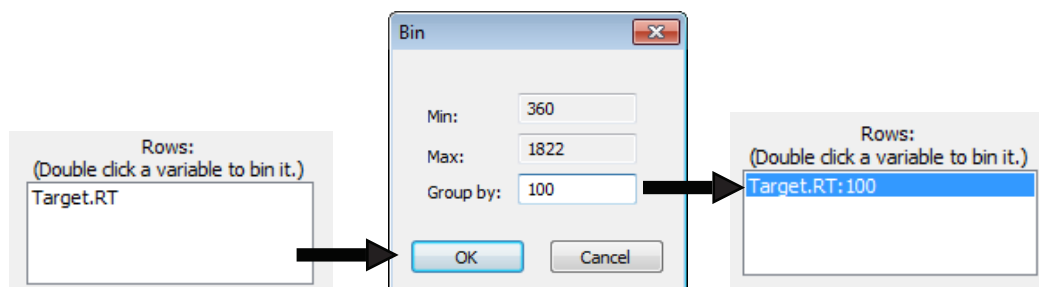 Rows:
(Double click a variable to bin it.)
Target.RT
Bin
Min: 360
Max: 1822
Group by: 100
OK Cancel
Rows:
(Double click a variable to bin it.)
Target.RT:100